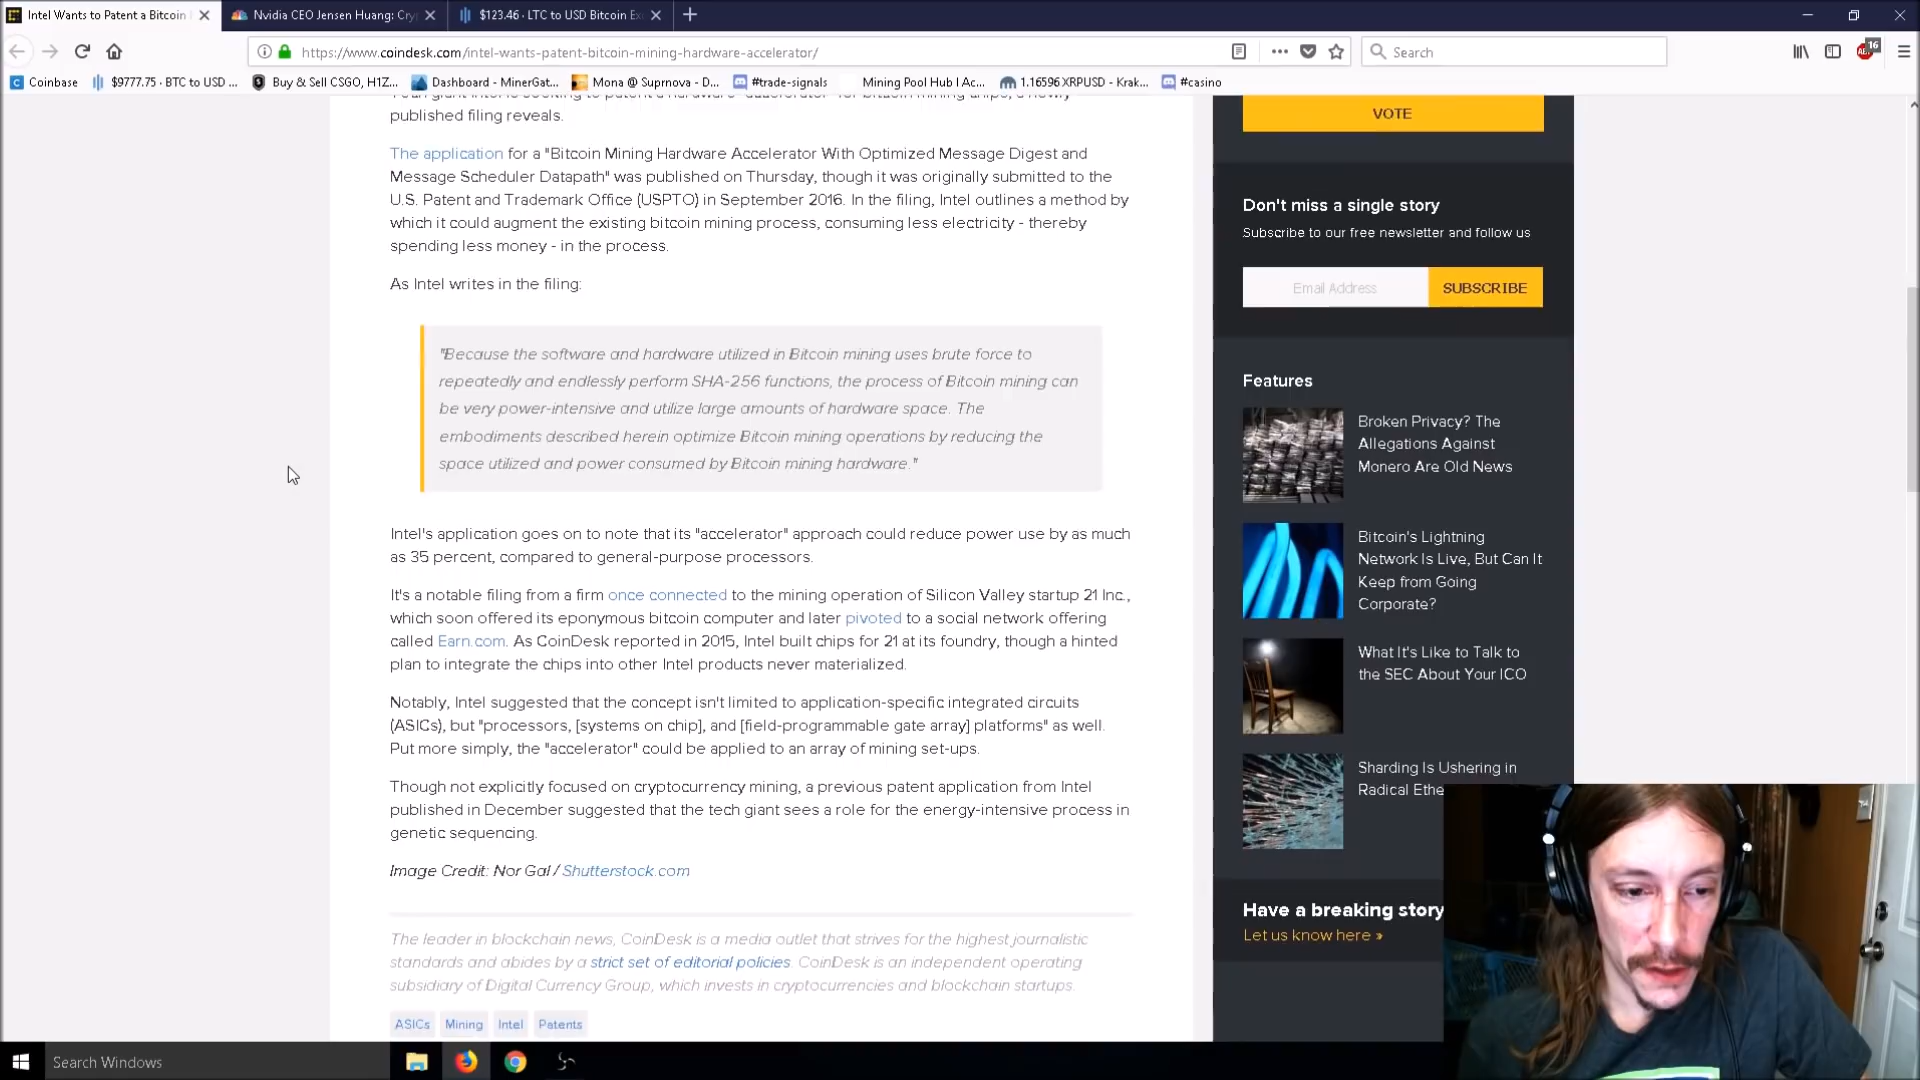 Intel Wants to Patent a Bitcoin
Nvidia CEO Jensen Huang: Cry
$123.46 · LTC to USD Bitcoin Ex
https://www.coindesk.com/intel-wants-patent-bitcoin-mining-hardware-accelerator/
Search
16
Coinbase
$9777.75 · BTC to USD ...
Buy & Sell CSGO, H1Z...
Dashboard - MinerGat...
Mona @ Suprnova - D...
#trade-signals
Mining Pool Hub | Ac...
1.16596 XRPUSD - Krak...
#casino
published filing reveals.
The application for a "Bitcoin Mining Hardware Accelerator With Optimized Message Digest and
Message Scheduler Datapath" was published on Thursday, though it was originally submitted to the
U.S. Patent and Trademark Office (USPTO) in September 2016. In the filing, Intel outlines a method by
which it could augment the existing bitcoin mining process, consuming less electricity - thereby
spending less money - in the process.
As Intel writes in the filing:
"Because the software and hardware utilized in Bitcoin mining uses brute force to
repeatedly and endlessly perform SHA-256 functions, the process of Bitcoin mining can
be very power-intensive and utilize large amounts of hardware space. The
embodiments described herein optimize Bitcoin mining operations by reducing the
space utilized and power consumed by Bitcoin mining hardware."
Intel's application goes on to note that its "accelerator" approach could reduce power use by as much
as 35 percent, compared to general-purpose processors.
It's a notable filing from a firm once connected to the mining operation of Silicon Valley startup 21 Inc.,
which soon offered its eponymous bitcoin computer and later pivoted to a social network offering
called Earn.com. As CoinDesk reported in 2015, Intel built chips for 21 at its foundry, though a hinted
plan to integrate the chips into other Intel products never materialized.
Notably, Intel suggested that the concept isn't limited to application-specific integrated circuits
(ASICs), but "processors, [systems on chip], and [field-programmable gate array] platforms" as well.
Put more simply, the "accelerator" could be applied to an array of mining set-ups.
Though not explicitly focused on cryptocurrency mining, a previous patent application from Intel
published in December suggested that the tech giant sees a role for the energy-intensive process in
genetic sequencing.
Image Credit: Nor Gal / Shutterstock.com
The leader in blockchain news, CoinDesk is a media outlet that strives for the highest journalistic
standards and abides by a strict set of editorial policies. CoinDesk is an independent operating
subsidiary of Digital Currency Group, which invests in cryptocurrencies and blockchain startups.
ASICs
Mining
Intel
Patents
VOTE
Don't miss a single story
Subscribe to our free newsletter and follow us
Email Address
SUBSCRIBE
Features
Broken Privacy? The
Allegations Against
Monero Are Old News
Bitcoin's Lightning
Network Is Live, But Can It
Keep from Going
Corporate?
What It's Like to Talk to
the SEC About Your ICO
Sharding Is Ushering in
Radical Ethe
Have a breaking story
Let us know here »
Search Windows